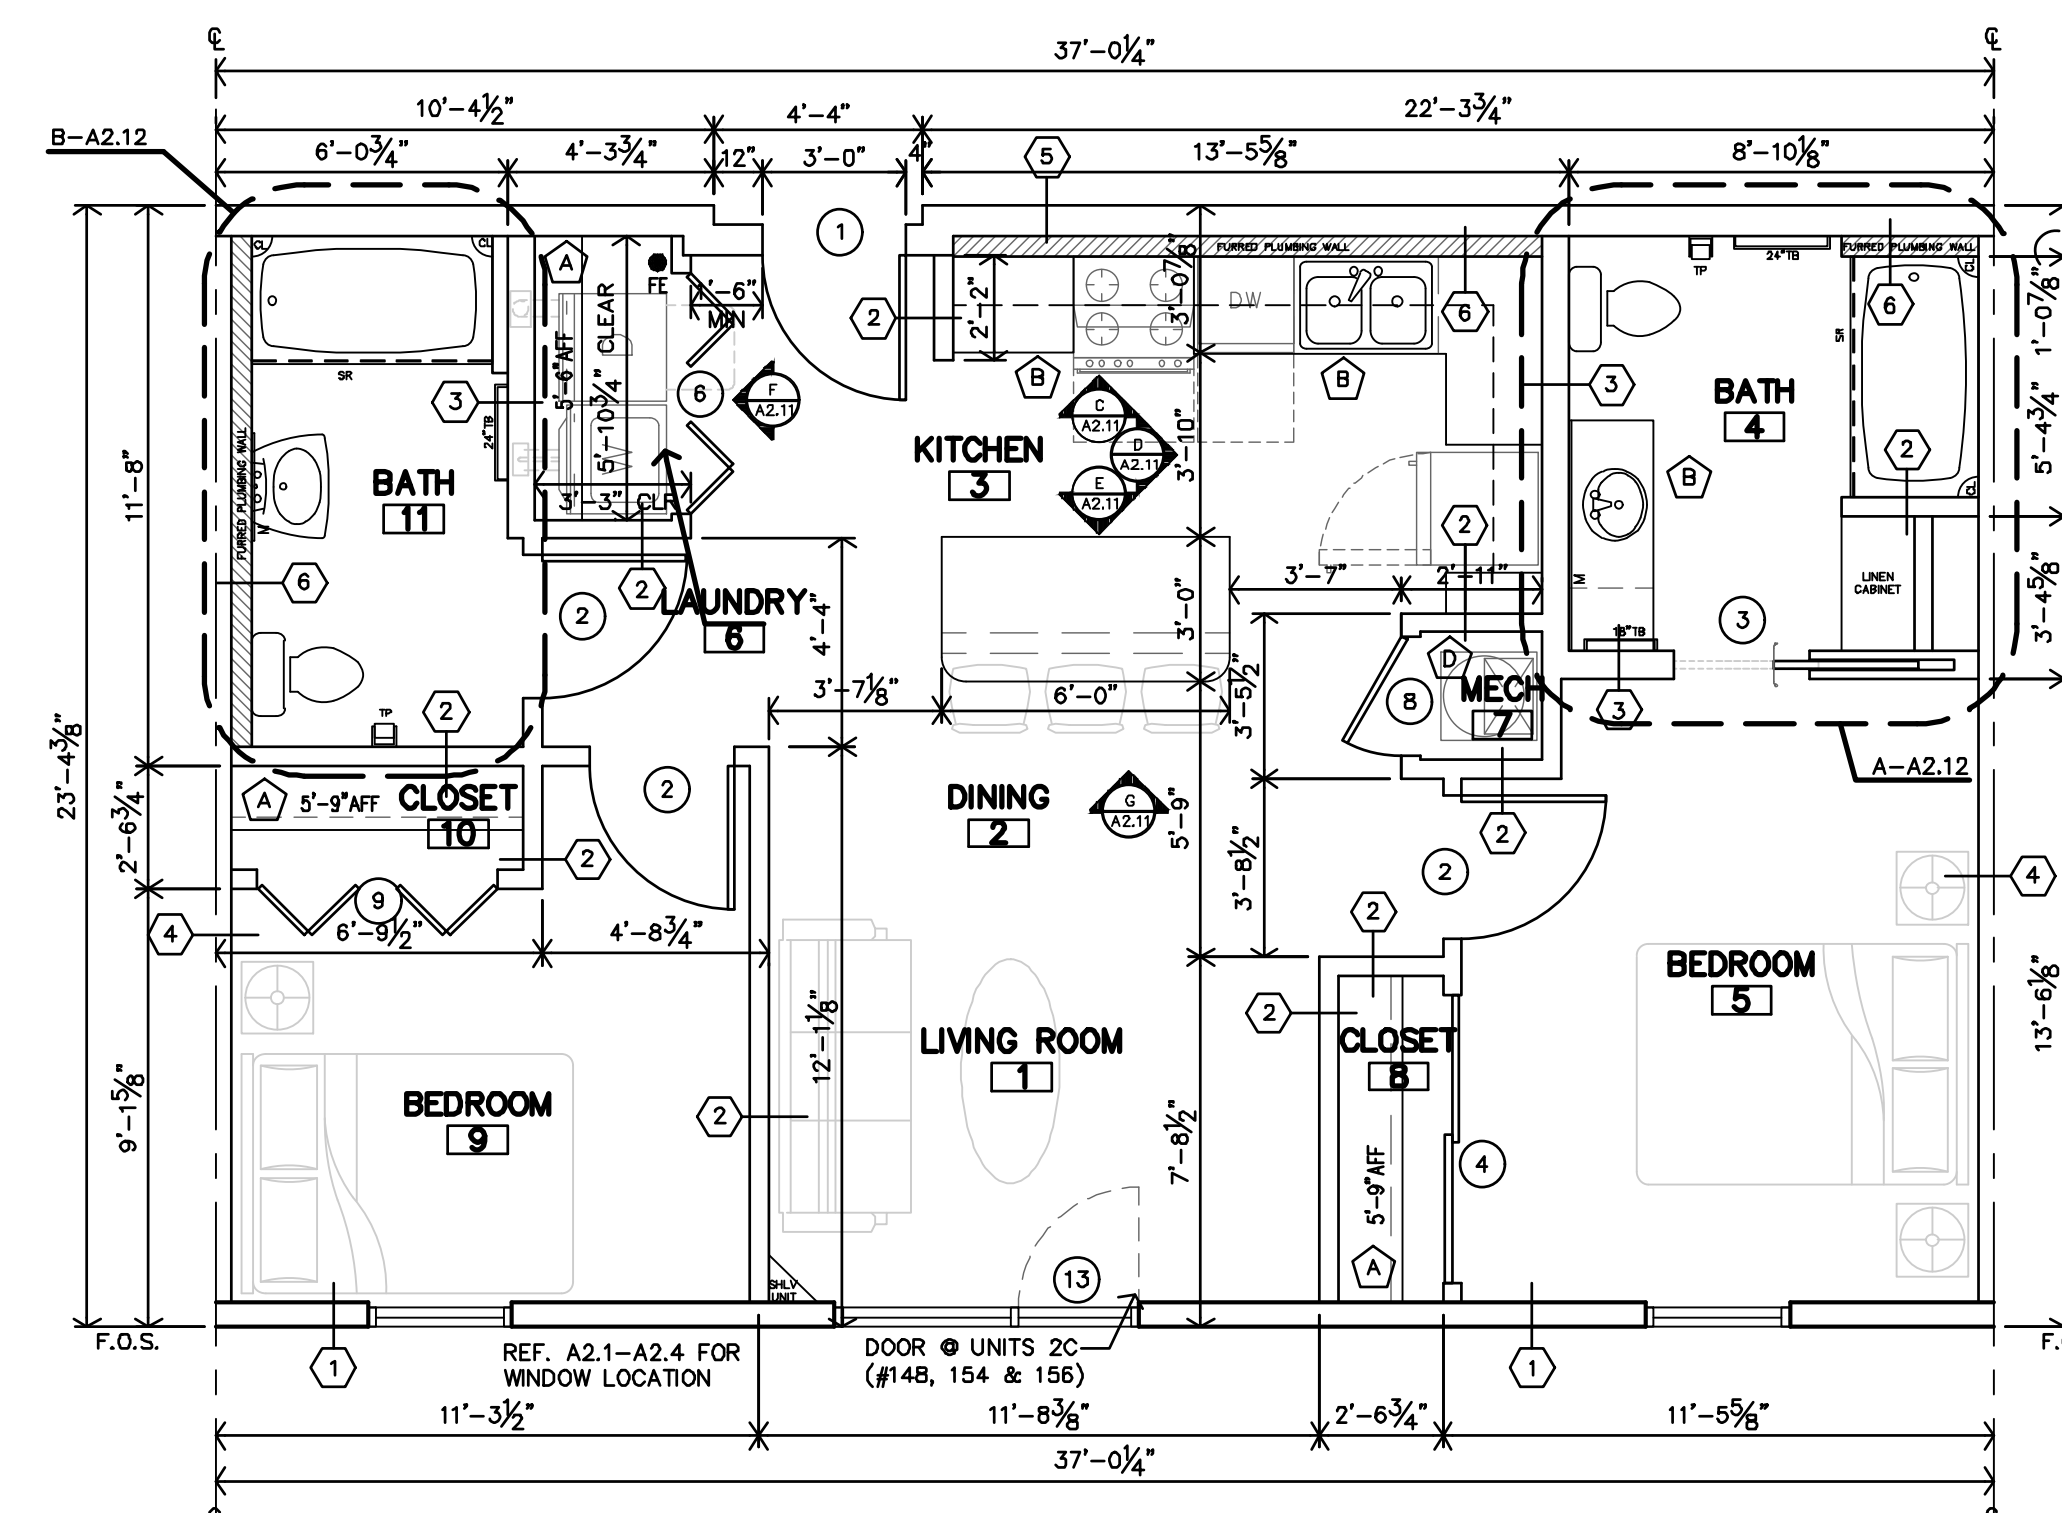 ℄
℄
37'-0¼"
10'-4½"
4'-4"
22'-3¾"
B-A2.12
6'-0¾"
4'-3¾"
12"
3'-0"
4"
5
13'-5⅝"
8'-10⅛"
1
CL
CL
A
FE
FURRED PLUMBING WALL
FURRED PLUMBING WALL
TP
24"TB
CL
1'-6"
MIN
2
2'-2"
3'-0⅞"
DW
6
6
1'-0⅞"
SR
3
5'-6"AFF
5'-10¾" CLEAR
6
F
A2.11
B
B
3
SR
BATH
4
24"TB
C
A2.11
D
A2.11
E
A2.11
3'-10"
KITCHEN
3
2
5'-4¾"
B
CL
FURRED PLUMBING WALL
M
BATH
11
3'-3" CLR
11'-8"
2
6
2
2
LAUNDRY
6
4'-4"
3'-0"
3'-7"
2'-11"
M
LINEN
CABINET
3
18"TB
3'-4⅝"
D
MECH
7
8
3
3'-5½"
3'-7⅛"
6'-0"
TP
2
23'-4⅜"
A
5'-9"AFF
CLOSET
10
2
DINING
2
G
A2.11
5'-9"
2
A-A2.12
2'-6¾"
2
9
4
6'-9½"
4'-8¾"
3'-8½"
2
2
4
BEDROOM
5
13'-6⅛"
2
LIVING ROOM
1
12'-1⅛"
CLOSET
8
BEDROOM
9
2
9'-1⅝"
7'-8½"
5'-9"AFF
4
A
13
SHLV
UNIT
F.O.S.
1
REF. A2.1-A2.4 FOR
WINDOW LOCATION
DOOR @ UNITS 2C
(#148, 154 & 156)
1
11'-3½"
11'-8⅜"
2'-6¾"
11'-5⅝"
37'-0¼"